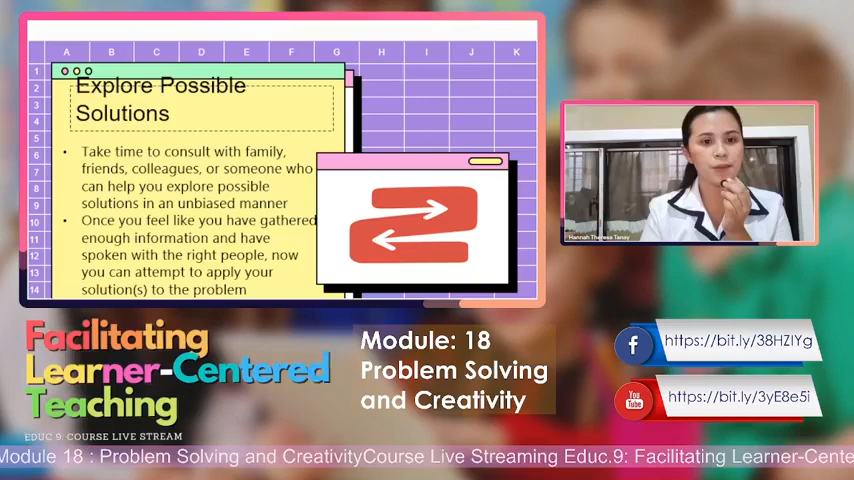 A B C D E F G H I J K
1
2
3
4
5
6
7
8
9
10
11
12
13
14
Explore Possible
Solutions
• Take time to consult with family,
friends, colleagues, or someone who
can help you explore possible
solutions in an unbiased manner
• Once you feel like you have gathered
enough information and have
spoken with the right people, now
you can attempt to apply your
solution(s) to the problem
Hannah Theresa Tanay
Facilitating
Learner-Centered
Teaching
EDUC 9: COURSE LIVE STREAM
Module: 18
Problem Solving
and Creativity
f
https://bit.ly/38HZlYg
You
Tube
https://bit.ly/3yE8e5i
Module 18 : Problem Solving and CreativityCourse Live Streaming Educ.9: Facilitating Learner-Cente